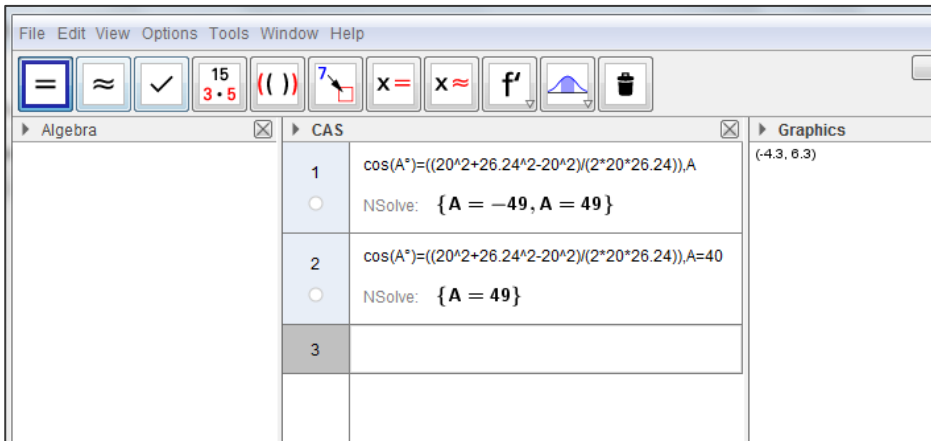 File Edit View Options Tools Window Help
= ≈ ✓ 15 3·5 (( )) 7 x= x≈ f'
Algebra CAS Graphics
(-4.3, 6.3)
1 cos(A°)=((20^2+26.24^2-20^2)/(2*20*26.24)),A
NSolve: {A = −49, A = 49}
2 cos(A°)=((20^2+26.24^2-20^2)/(2*20*26.24)),A=40
NSolve: {A = 49}
3